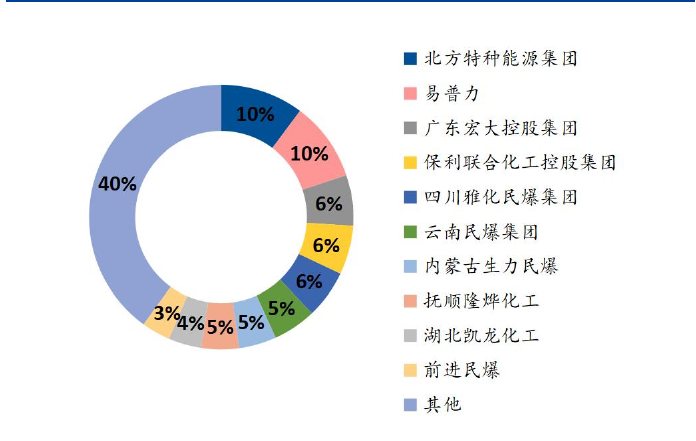 10%
10%
6%
6%
6%
5%
5%
5%
4%
3%
40%
北方特种能源集团
易普力
广东宏大控股集团
保利联合化工控股集团
四川雅化民爆集团
云南民爆集团
内蒙古生力民爆
抚顺隆烨化工
湖北凯龙化工
前进民爆
其他